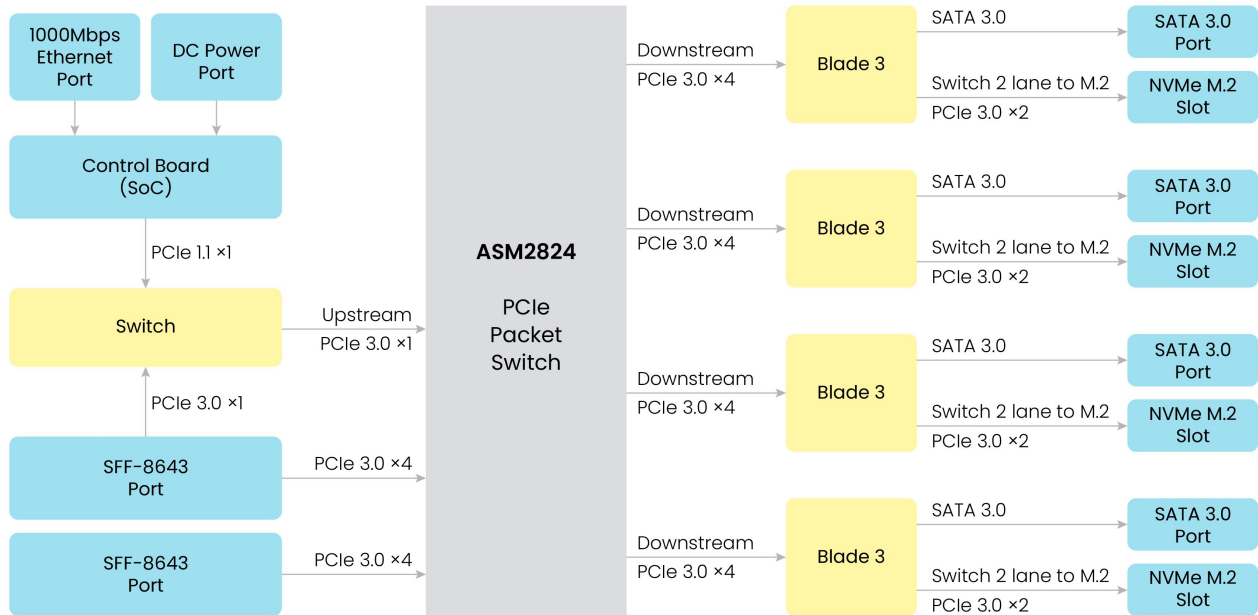 1000Mbps
Ethernet
Port
DC Power
Port
Control Board
(SoC)
PCIe 1.1 ×1
Switch
Upstream
PCIe 3.0 ×1
PCIe 3.0 ×1
SFF-8643
Port
PCIe 3.0 ×4
SFF-8643
Port
PCIe 3.0 ×4
ASM2824
PCIe
Packet
Switch
Downstream
PCIe 3.0 ×4
Blade 3
SATA 3.0
SATA 3.0
Port
Switch 2 lane to M.2
PCIe 3.0 ×2
NVMe M.2
Slot
Downstream
PCIe 3.0 ×4
Blade 3
SATA 3.0
SATA 3.0
Port
Switch 2 lane to M.2
PCIe 3.0 ×2
NVMe M.2
Slot
Downstream
PCIe 3.0 ×4
Blade 3
SATA 3.0
SATA 3.0
Port
Switch 2 lane to M.2
PCIe 3.0 ×2
NVMe M.2
Slot
Downstream
PCIe 3.0 ×4
Blade 3
SATA 3.0
SATA 3.0
Port
Switch 2 lane to M.2
PCIe 3.0 ×2
NVMe M.2
Slot